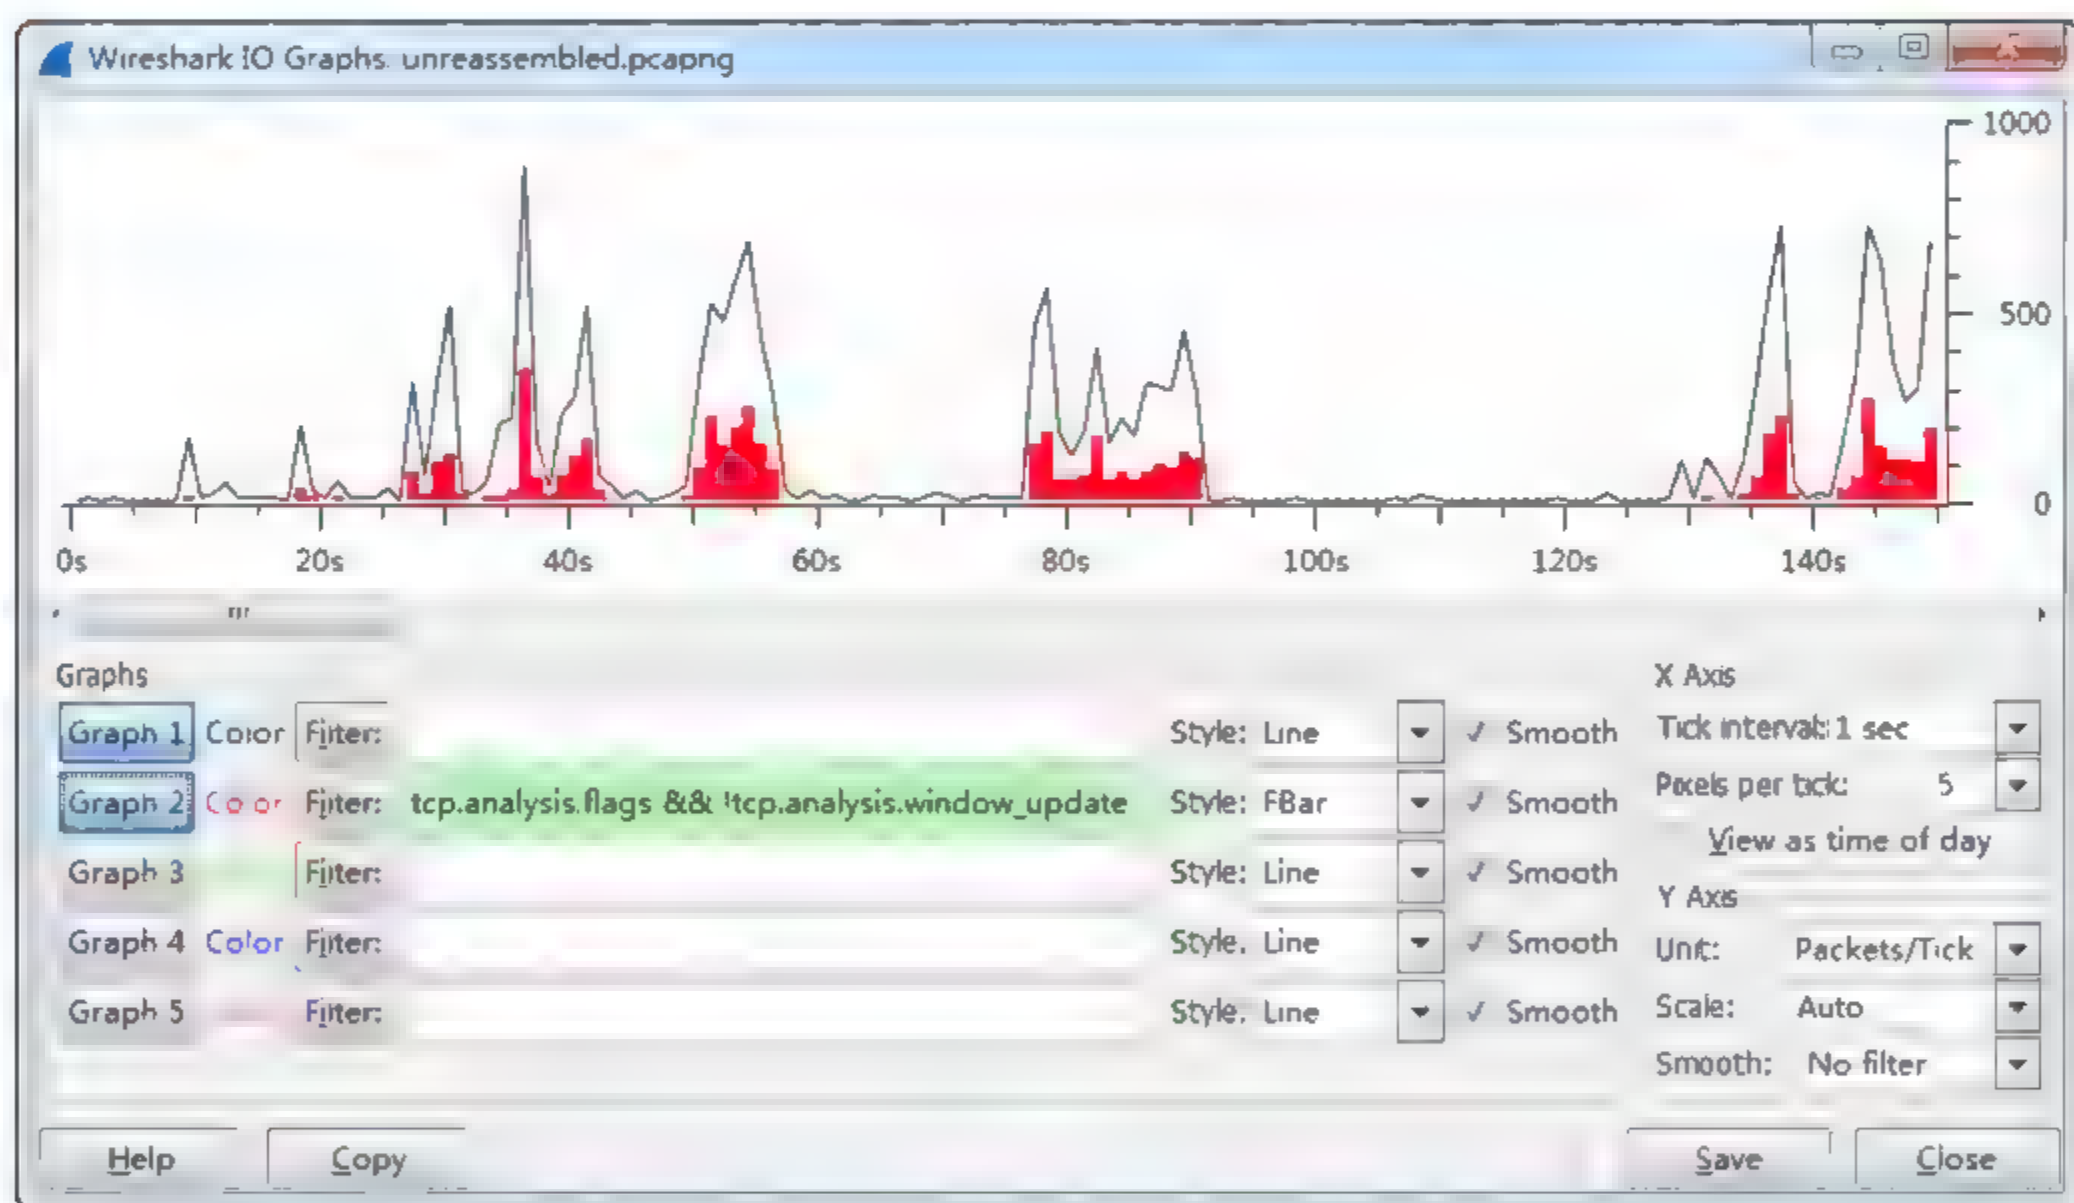 Wireshark IO Graphs: unreassembled.pcapng
1000
500
0
0s 20s 40s 60s 80s 100s 120s 140s
Graphs
Graph 1 Color Filter: Style: Line Smooth
Graph 2 Color Filter: tcp.analysis.flags && !tcp.analysis.window_update Style: FBar Smooth
Graph 3 Filter: Style: Line Smooth
Graph 4 Color Filter: Style: Line Smooth
Graph 5 Filter: Style: Line Smooth
X Axis
Tick interval: 1 sec
Pixels per tick: 5
View as time of day
Y Axis
Unit: Packets/Tick
Scale: Auto
Smooth: No filter
Help Copy Save Close